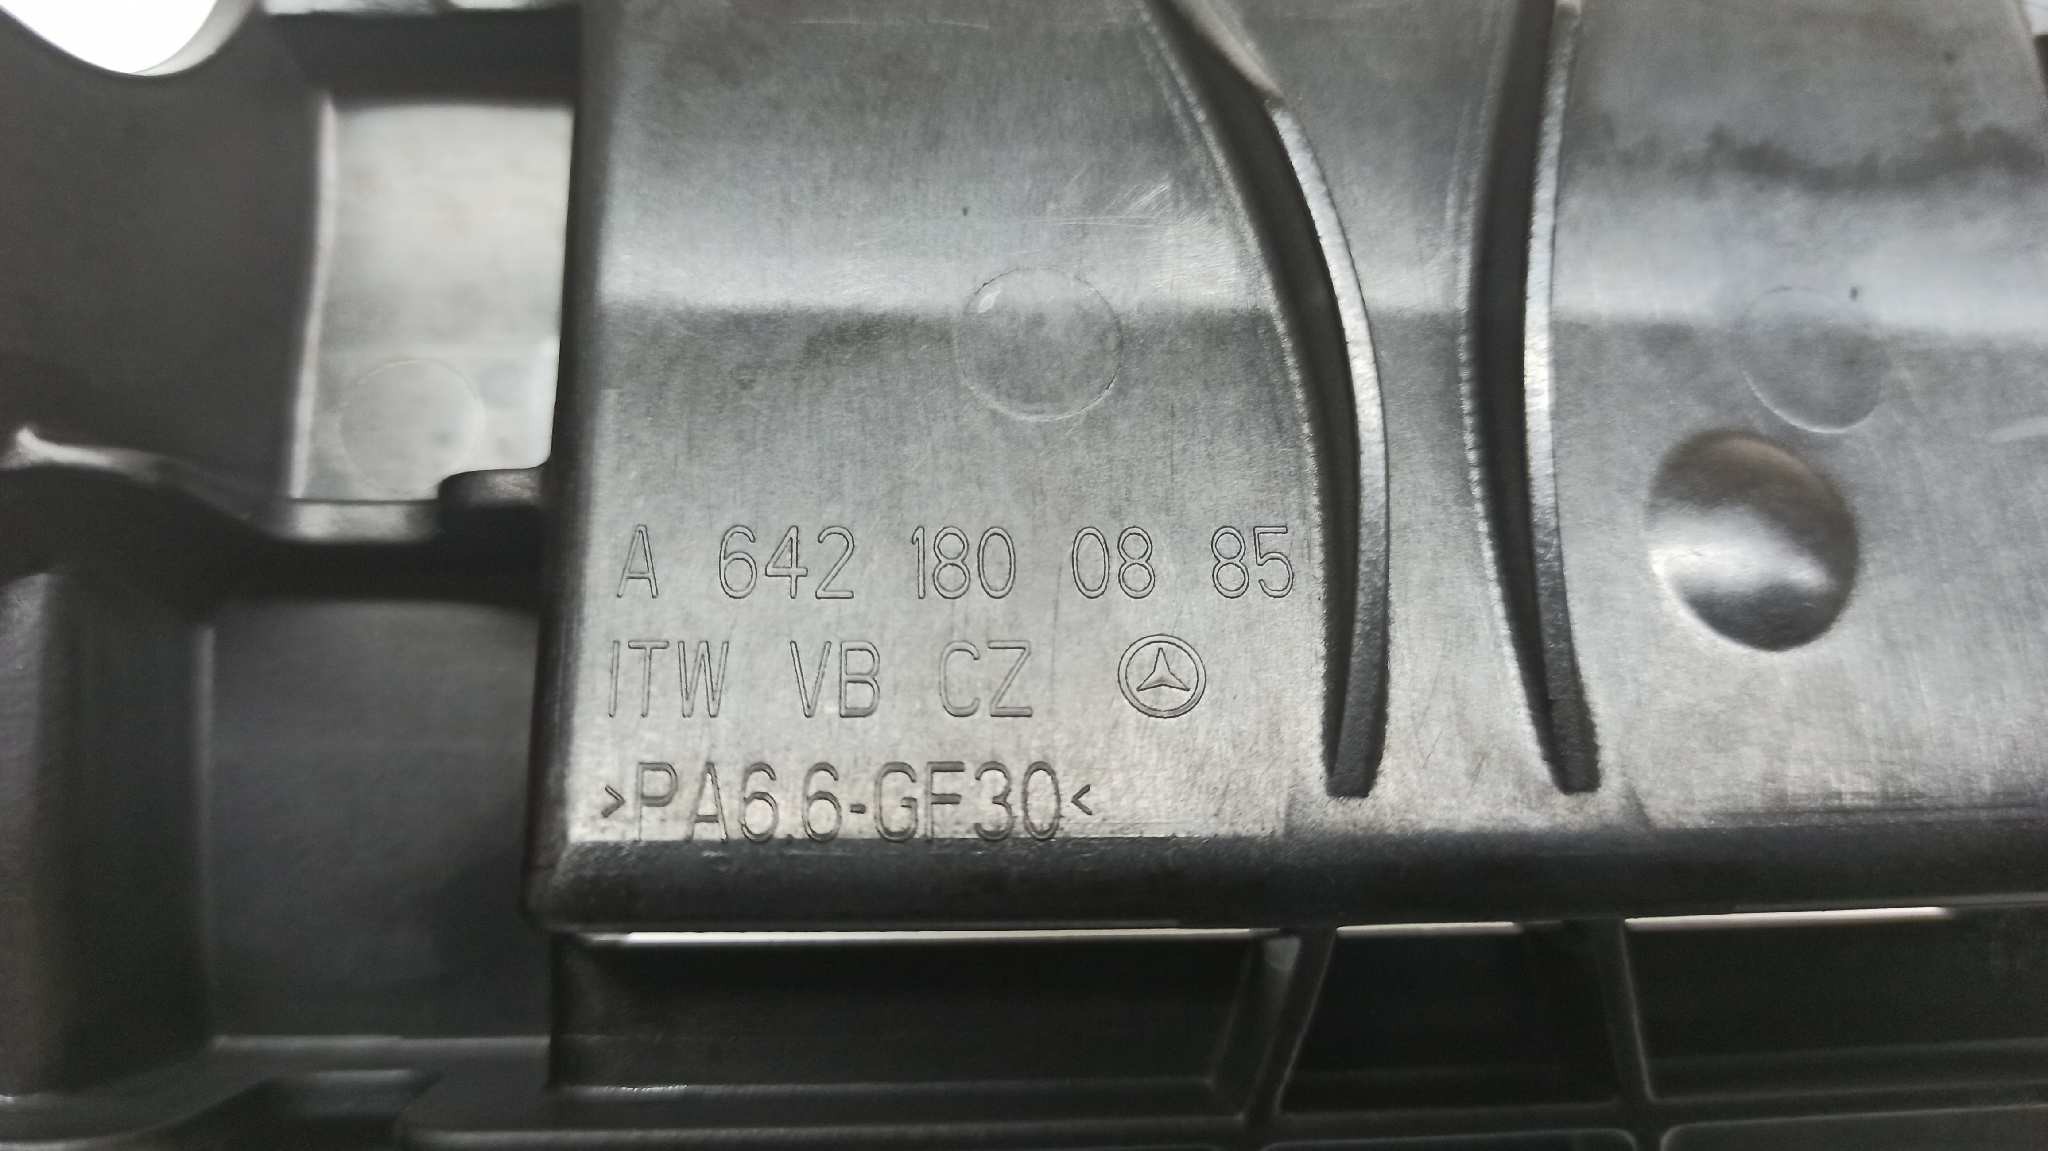 A 642 180 08 85
ITW VB CZ
>PA6.6-GF30<